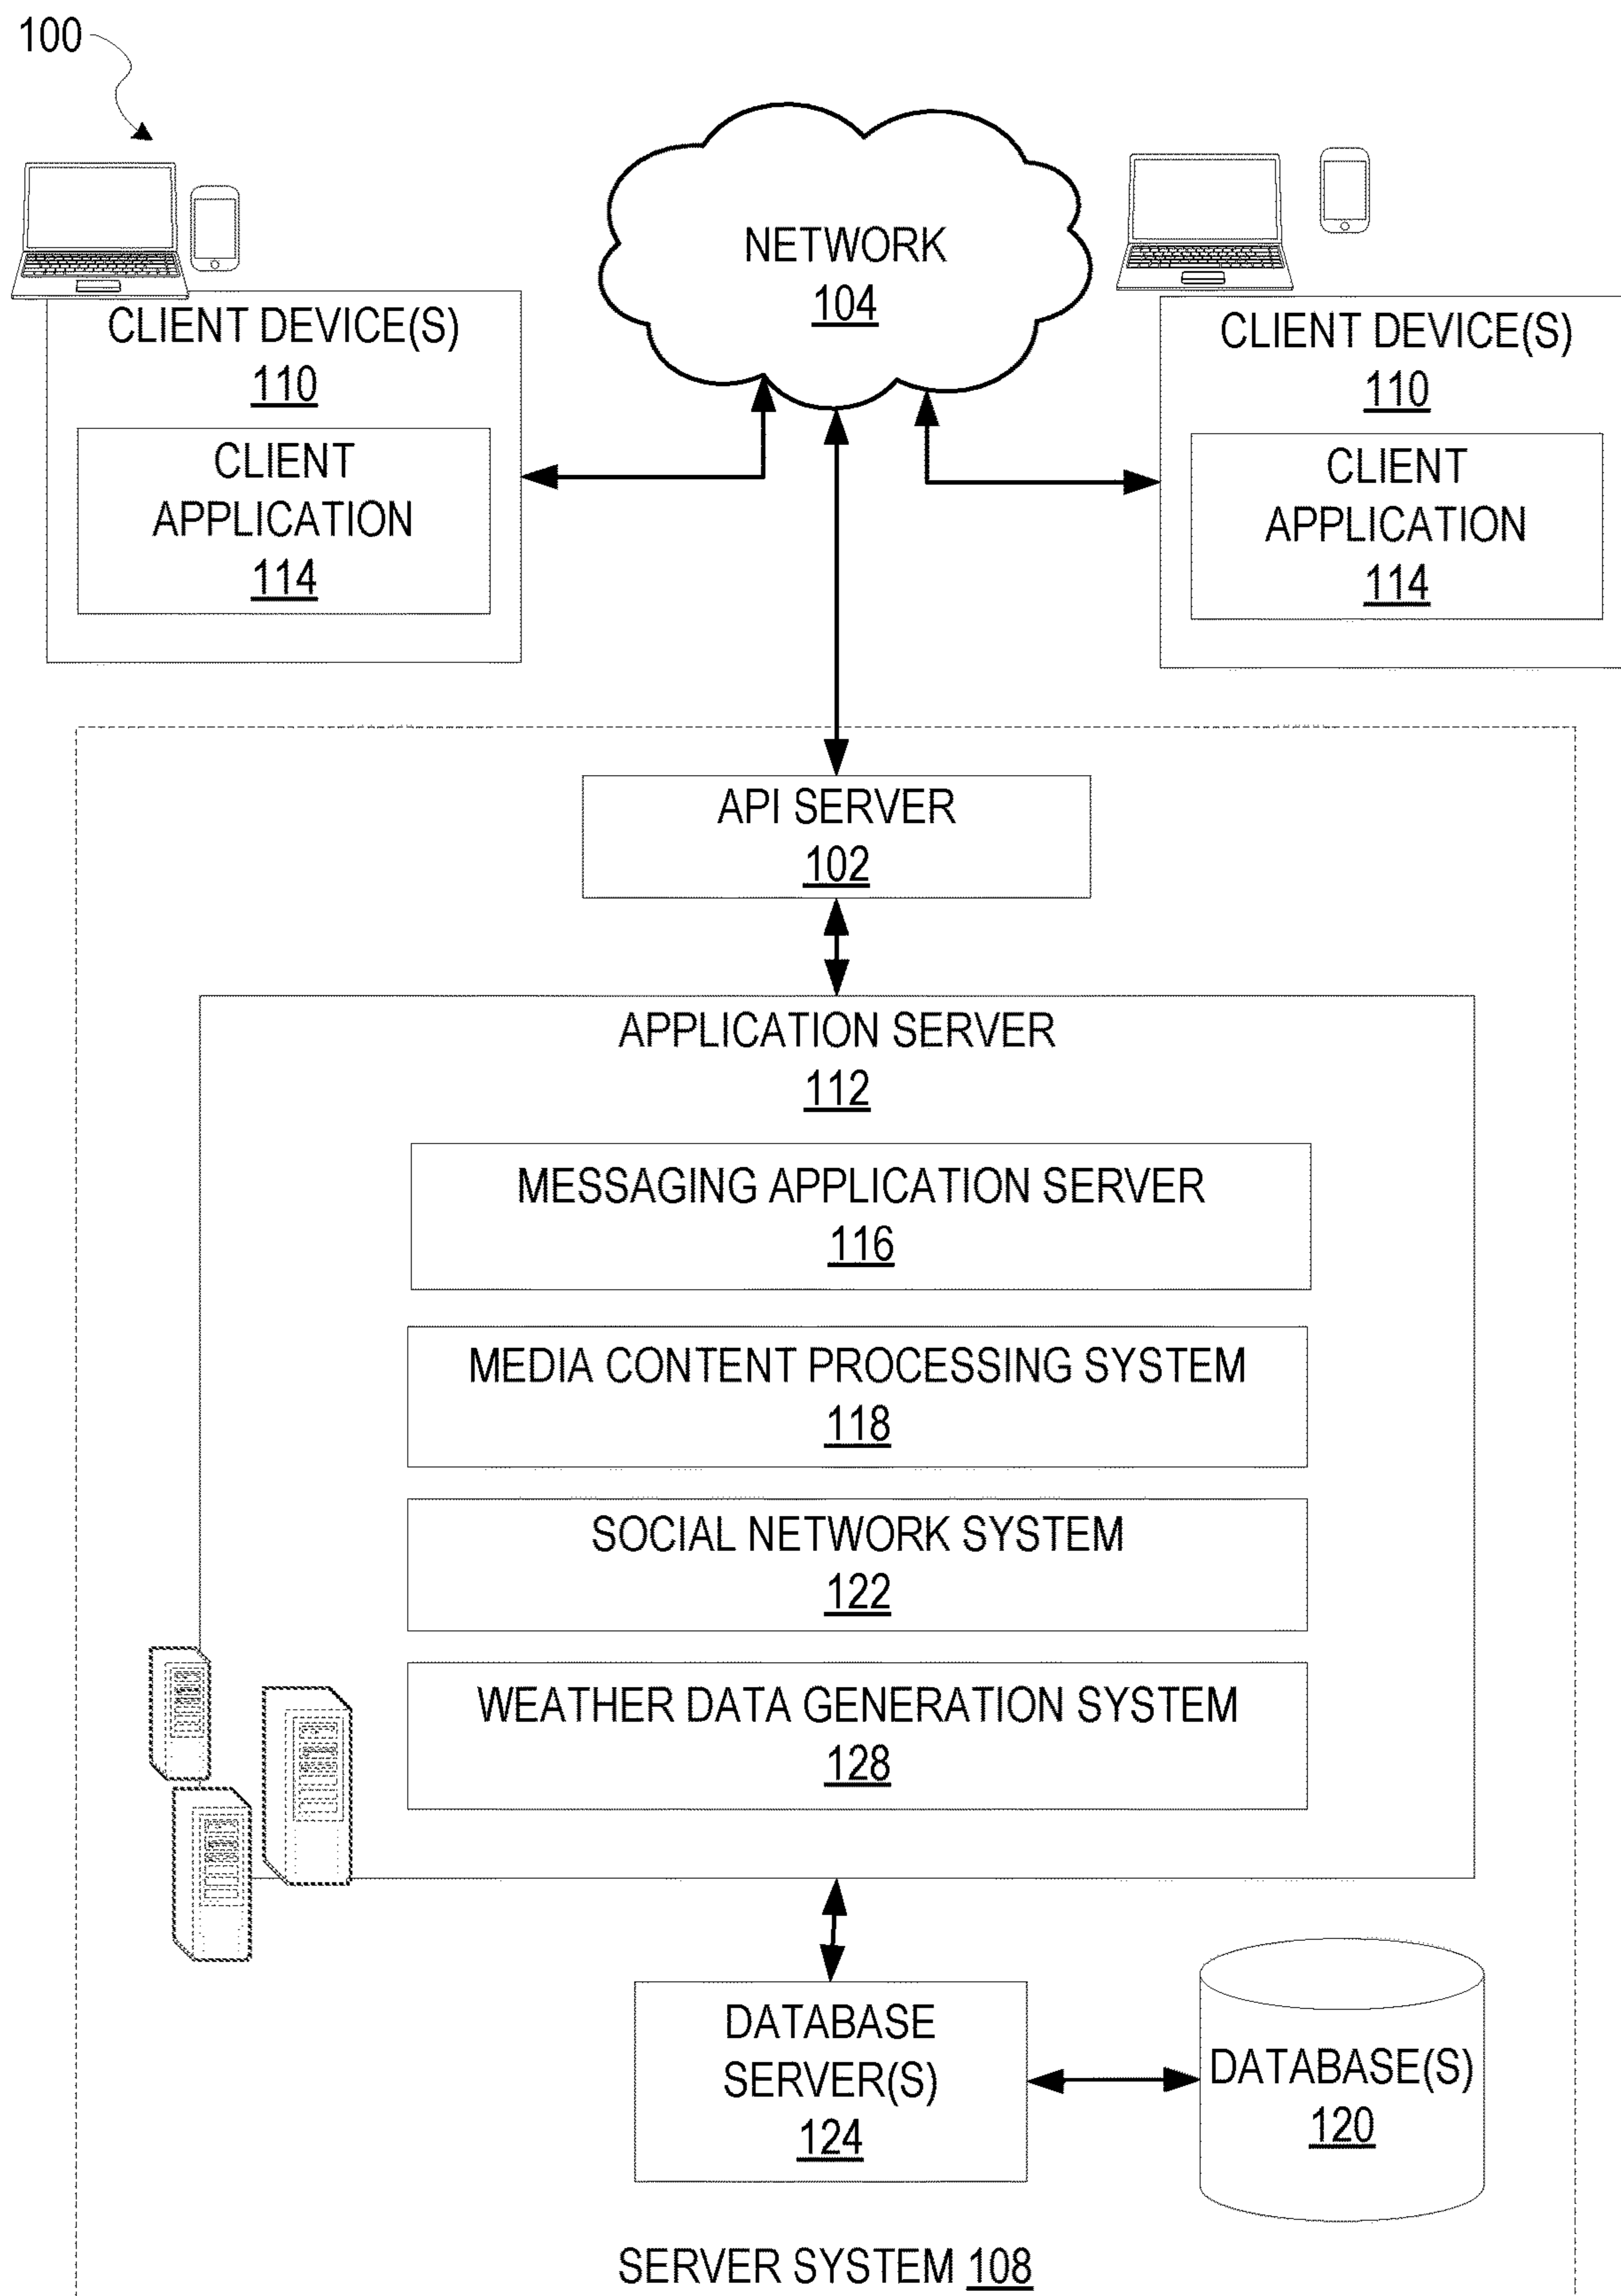 100
NETWORK
104
CLIENT DEVICE(S)
110
CLIENT
APPLICATION
114
CLIENT DEVICE(S)
110
CLIENT
APPLICATION
114
API SERVER
102
APPLICATION SERVER
112
MESSAGING APPLICATION SERVER
116
MEDIA CONTENT PROCESSING SYSTEM
118
SOCIAL NETWORK SYSTEM
122
WEATHER DATA GENERATION SYSTEM
128
DATABASE
SERVER(S)
124
DATABASE(S)
120
SERVER SYSTEM 108